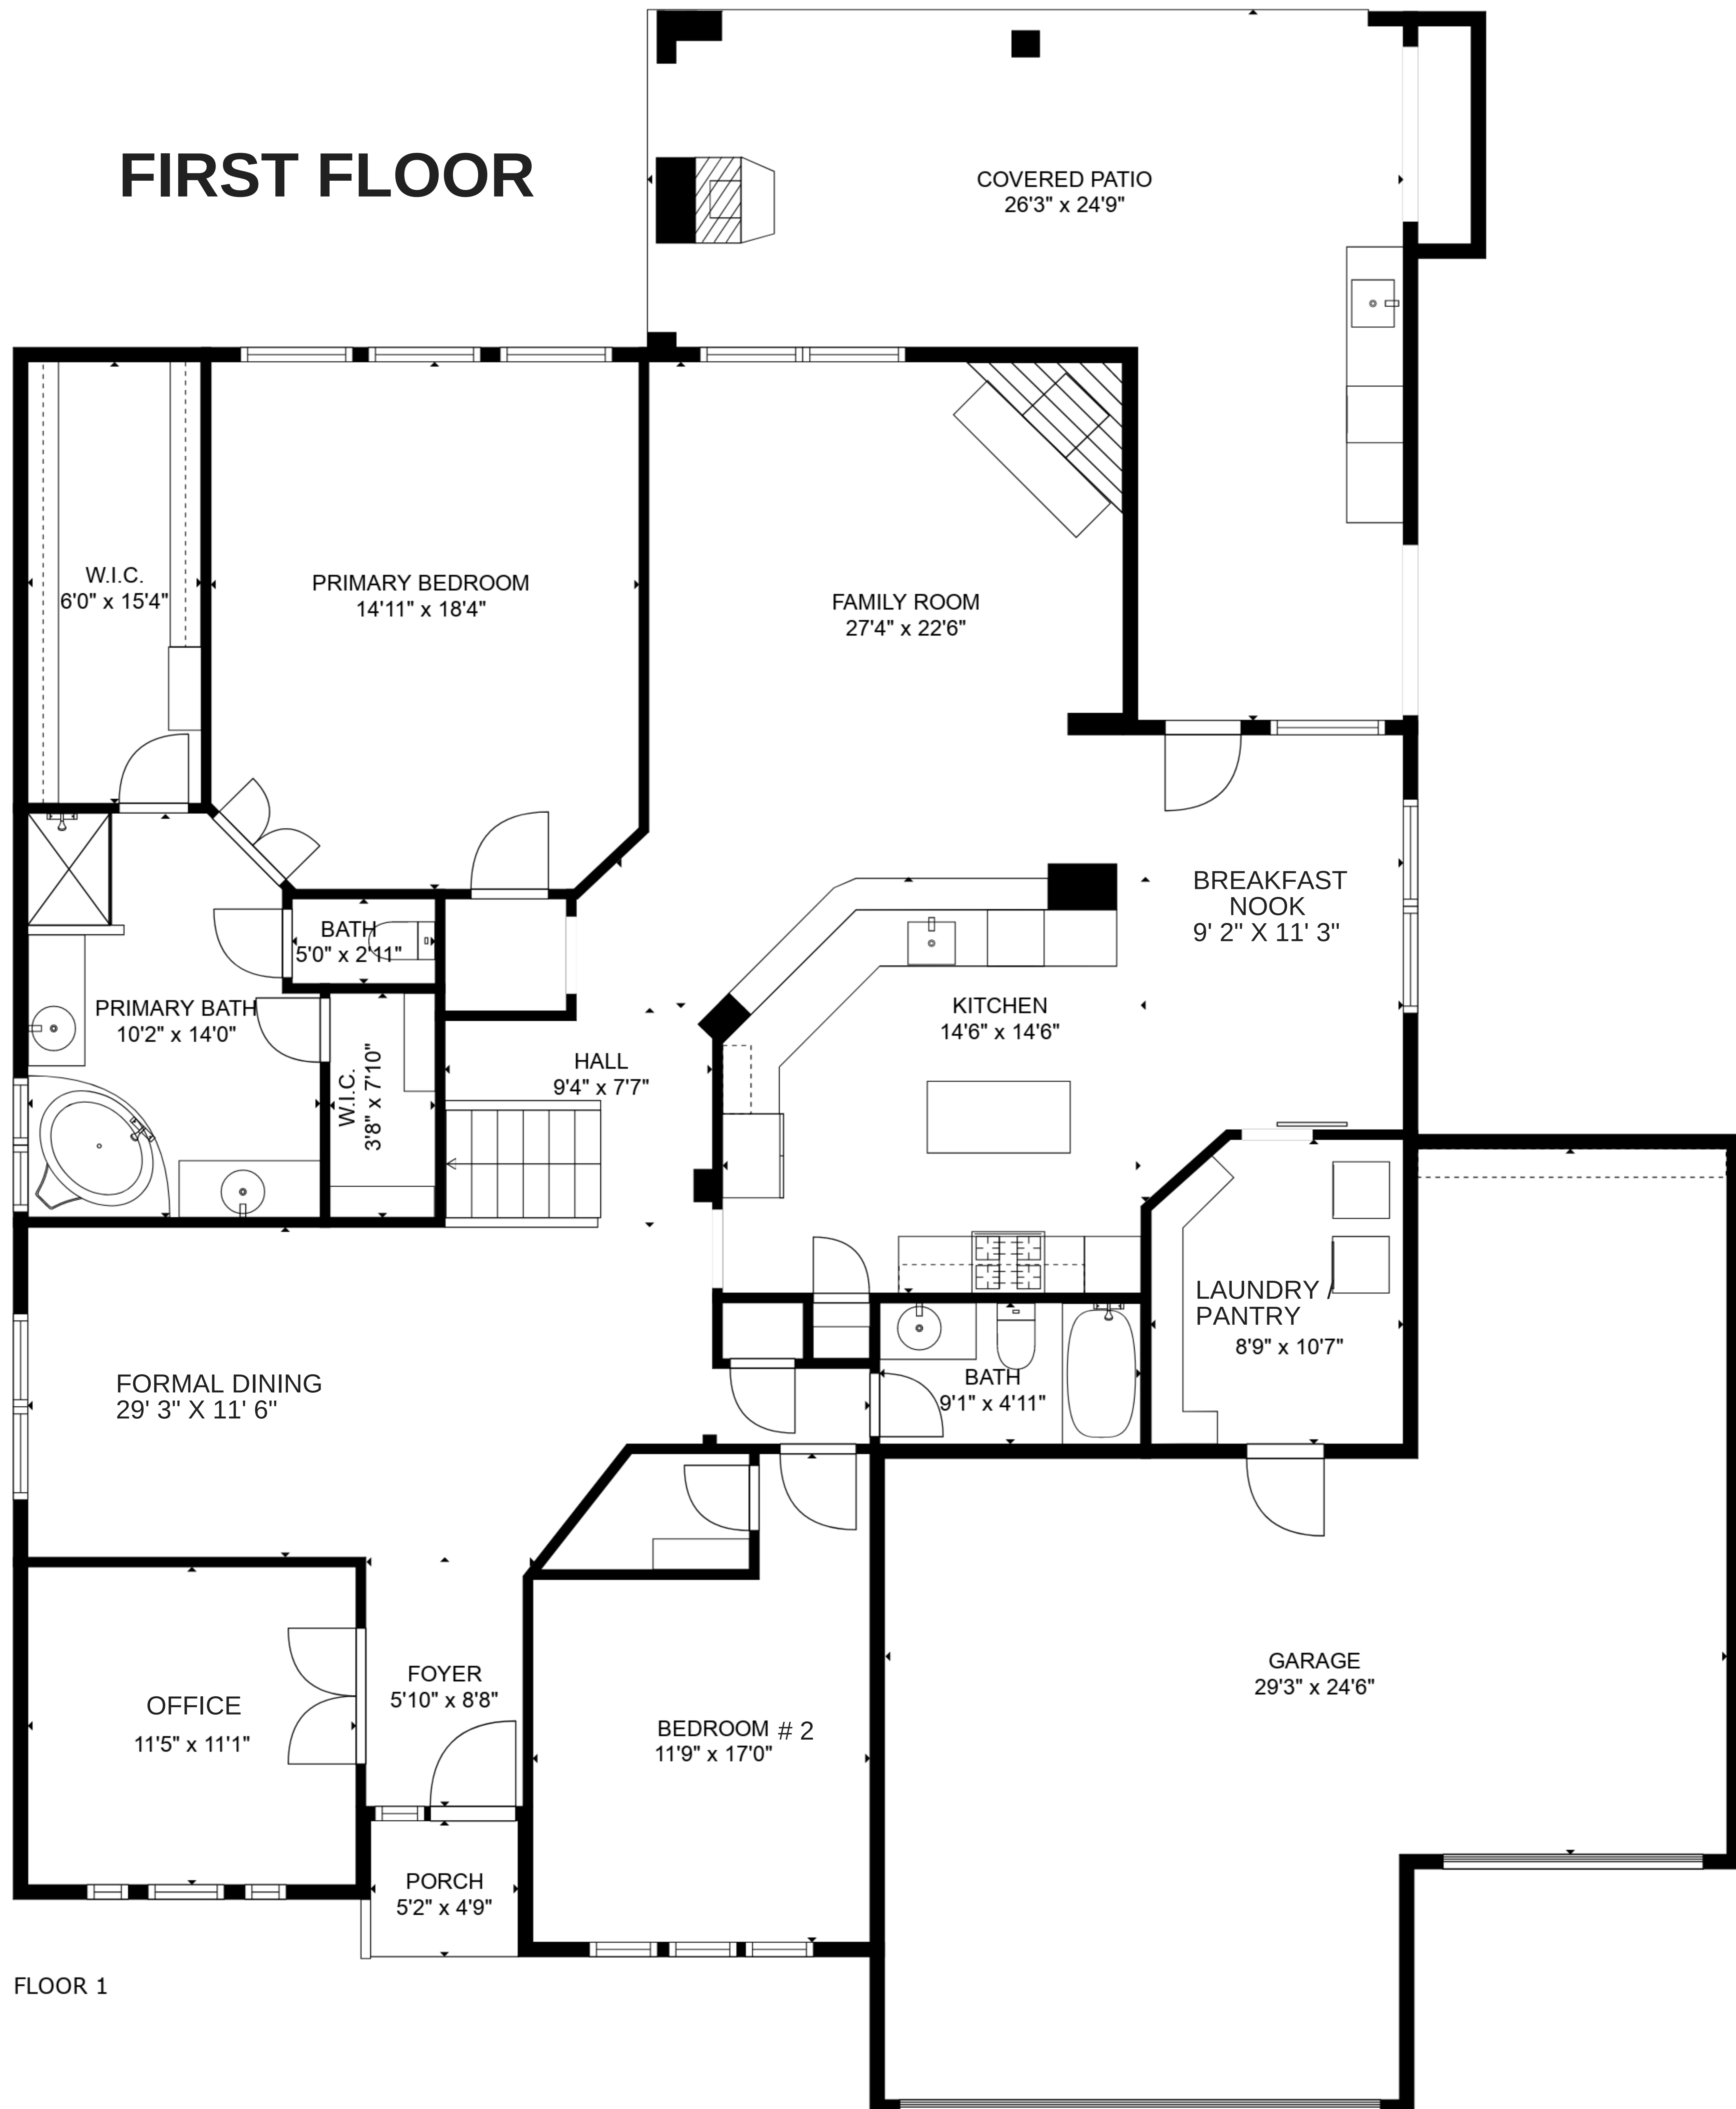 FIRST FLOOR
COVERED PATIO
26'3" x 24'9"
W.I.C.
6'0" x 15'4"
PRIMARY BEDROOM
14'11" x 18'4"
FAMILY ROOM
27'4" x 22'6"
BREAKFAST
NOOK
9' 2" X 11' 3"
BATH
5'0" x 2'11"
PRIMARY BATH
10'2" x 14'0"
W.I.C.
3'8" x 7'10"
HALL
9'4" x 7'7"
KITCHEN
14'6" x 14'6"
LAUNDRY /
PANTRY
8'9" x 10'7"
FORMAL DINING
29' 3" X 11' 6"
BATH
9'1" x 4'11"
OFFICE
11'5" x 11'1"
FOYER
5'10" x 8'8"
BEDROOM # 2
11'9" x 17'0"
GARAGE
29'3" x 24'6"
PORCH
5'2" x 4'9"
FLOOR 1